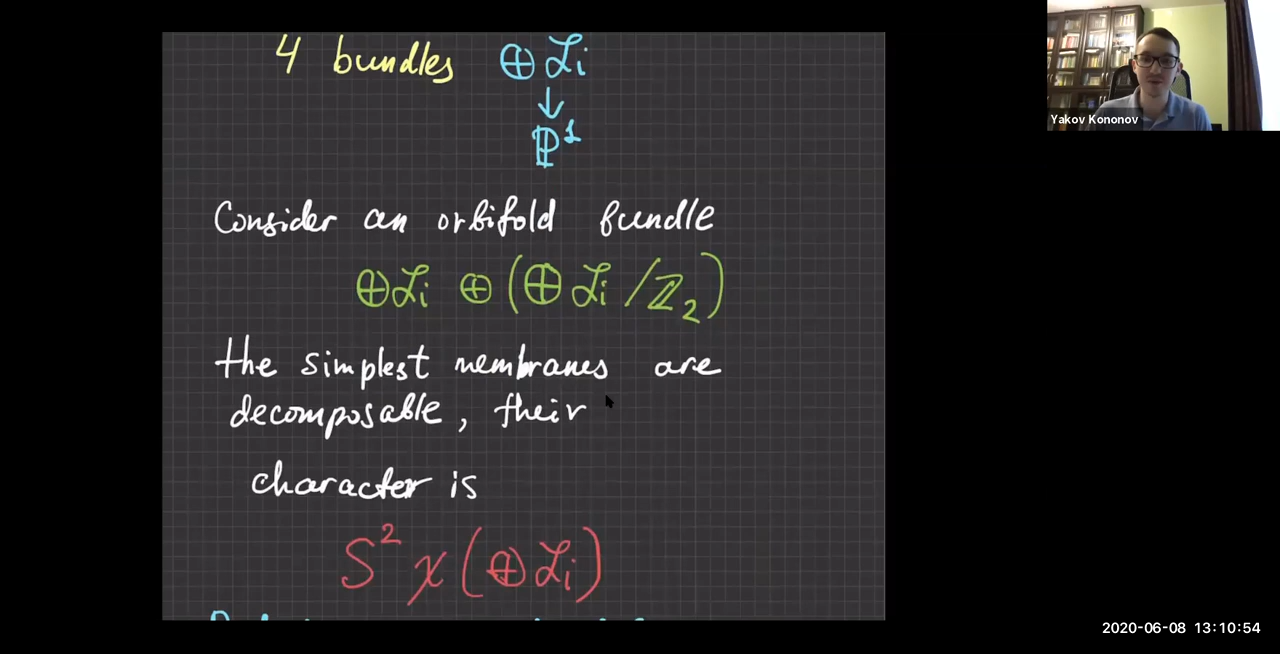 4 bundles ⊕ℒi
↓
ℙ¹
Consider an orbifold bundle
⊕ℒi ⊕ (⊕ℒi/ℤ₂)
the simplest membranes are
decomposable, their
character is
S²χ(⊕ℒi)
Yakov Kononov
2020-06-08 13:10:54